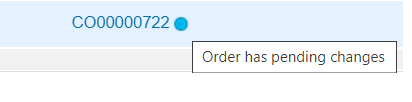 CO00000722
Order has pending changes